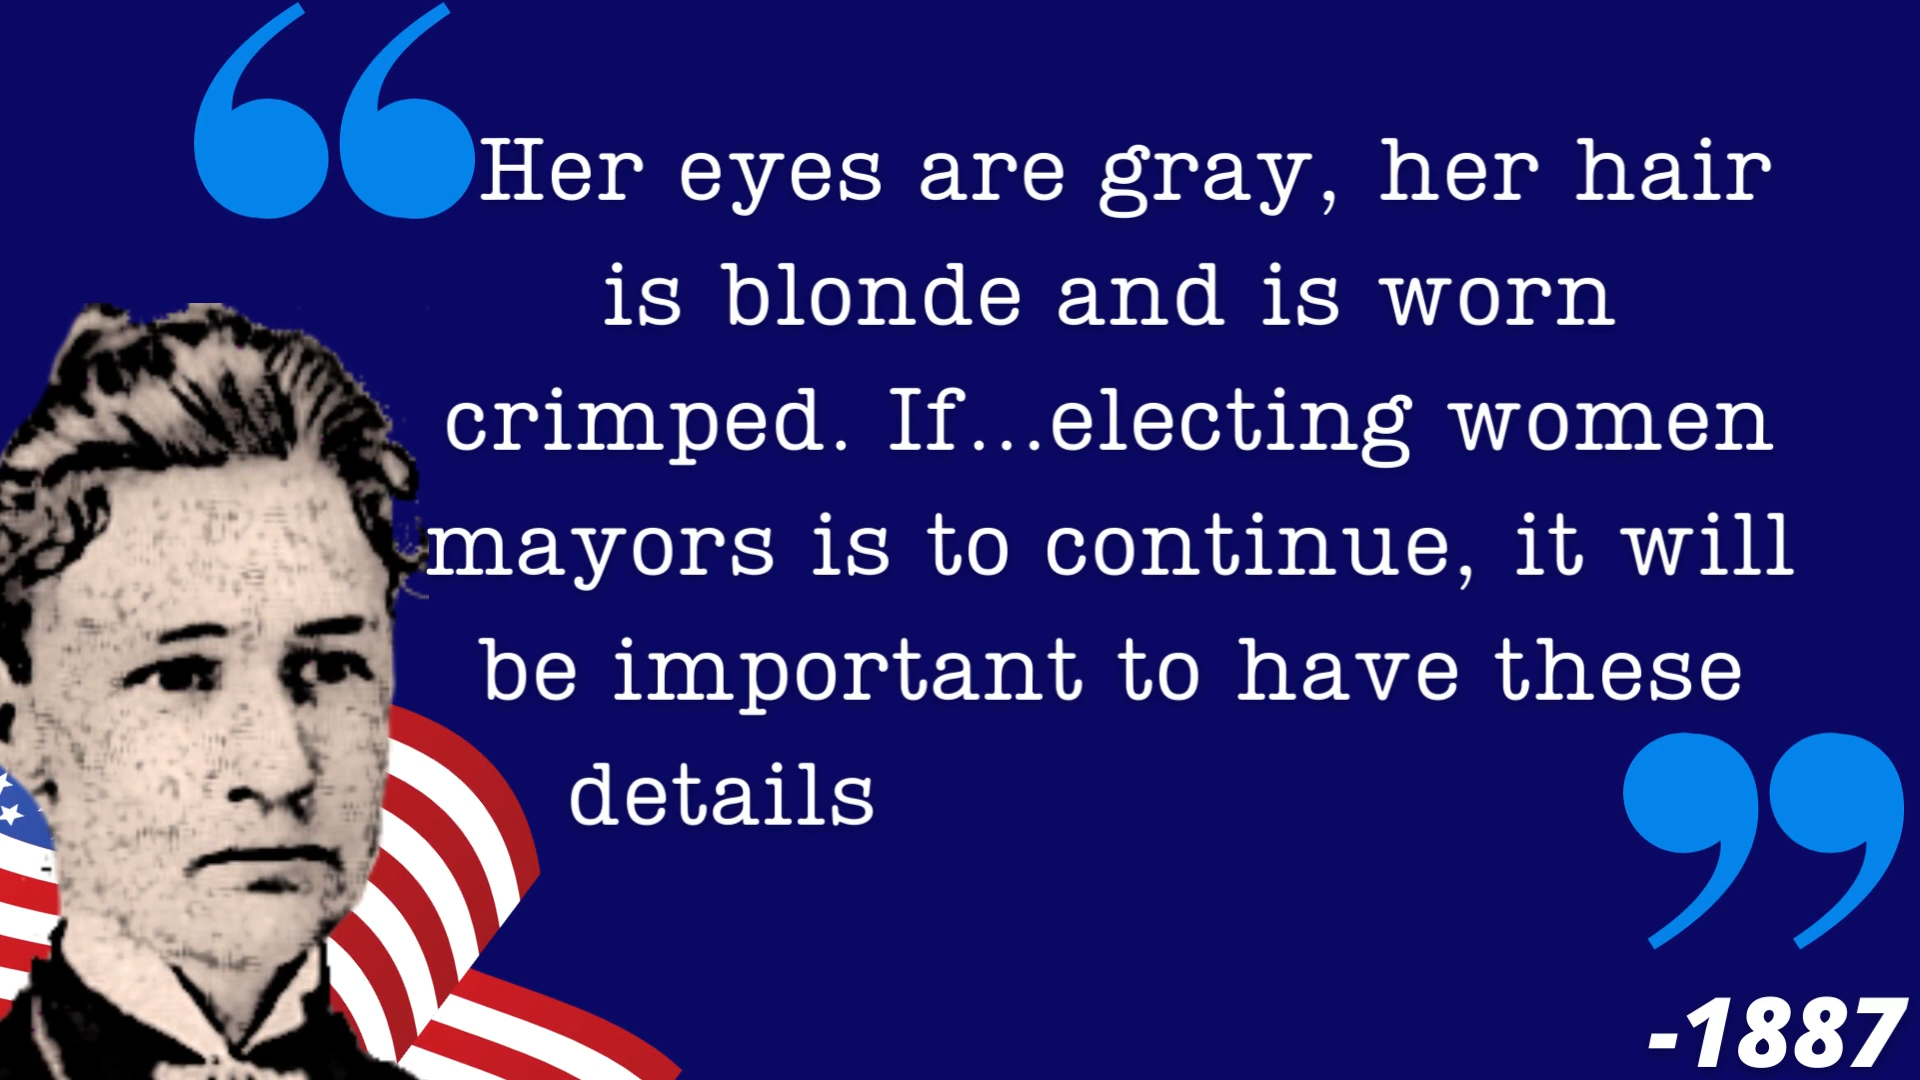 “Her eyes are gray, her hair
is blonde and is worn
crimped. If...electing women
mayors is to continue, it will
be important to have these
details”
-1887